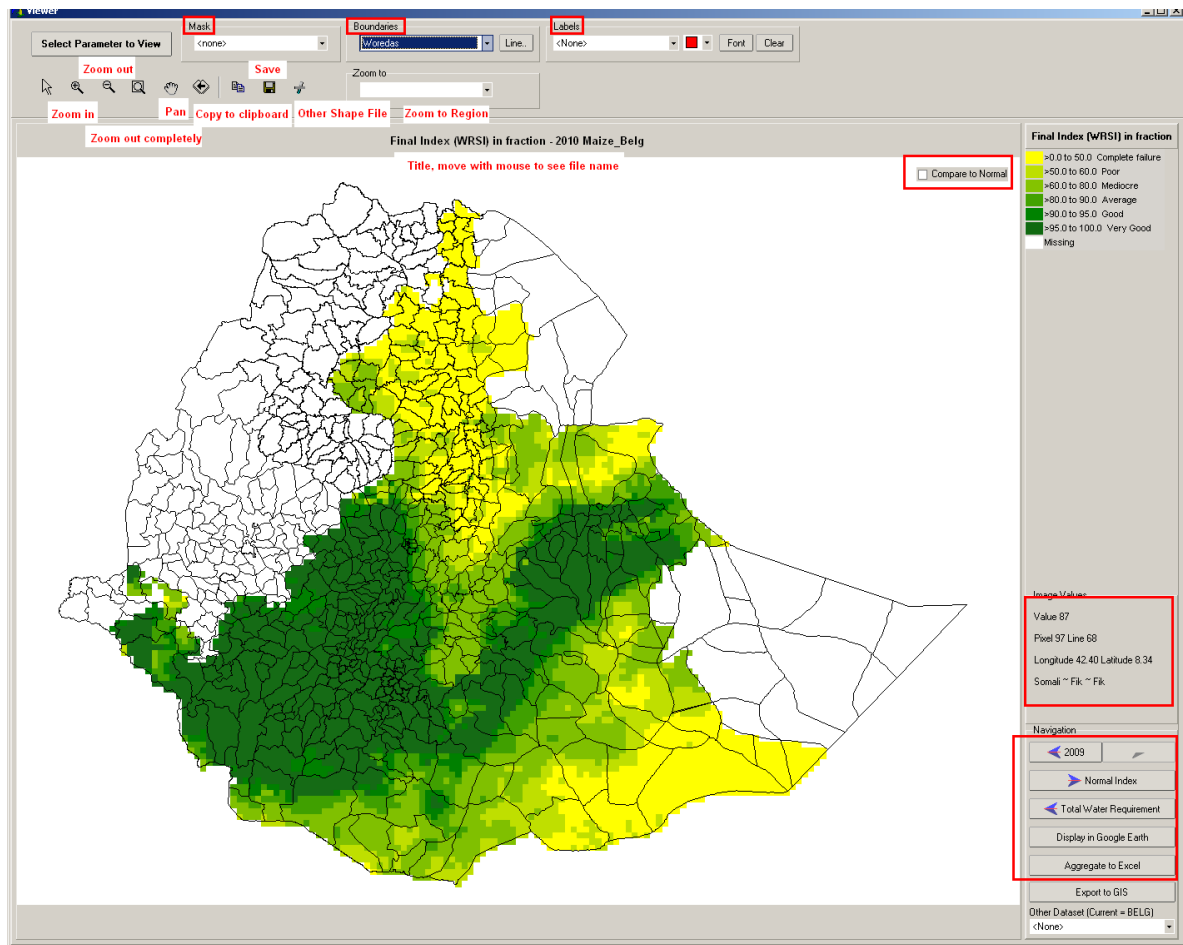 Viewer
Mask
Boundaries
Labels
Select Parameter to View
<none>
Woredas
Line..
<None>
Font
Clear
Zoom out
Save
Zoom to
Zoom in
Pan
Copy to clipboard
Other Shape File
Zoom to Region
Zoom out completely
Final Index (WRSI) in fraction - 2010 Maize_Belg
Title, move with mouse to see file name
Compare to Normal
Final Index (WRSI) in fraction
>0.0 to 50.0 Complete failure
>50.0 to 60.0 Poor
>60.0 to 80.0 Mediocre
>80.0 to 90.0 Average
>90.0 to 95.0 Good
>95.0 to 100.0 Very Good
Missing
Image Values
Value 87
Pixel 97 Line 68
Longitude 42.40 Latitude 8.34
Somali ~ Fik ~ Fik
Navigation
2009
Normal Index
Total Water Requirement
Display in Google Earth
Aggregate to Excel
Export to GIS
Other Dataset (Current = BELG)
<None>